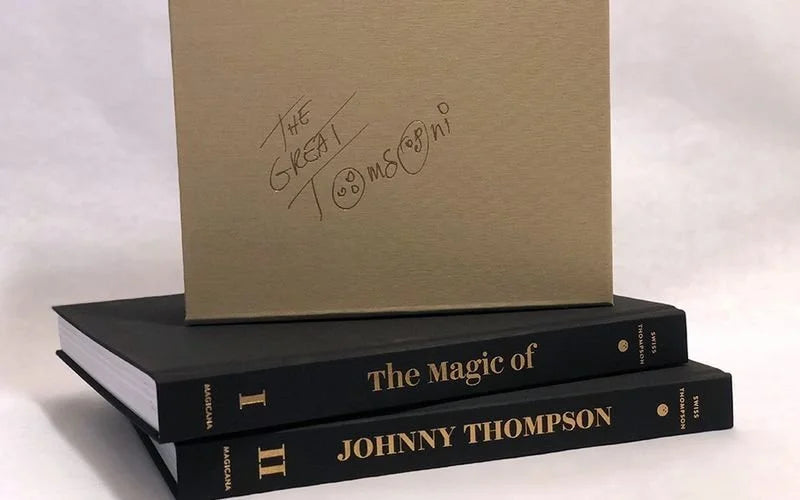 THE
GREAT
Tomsoni
MAGICANA
I
The Magic of
SWISS
THOMPSON
MAGICANA
II
JOHNNY THOMPSON
SWISS
THOMPSON